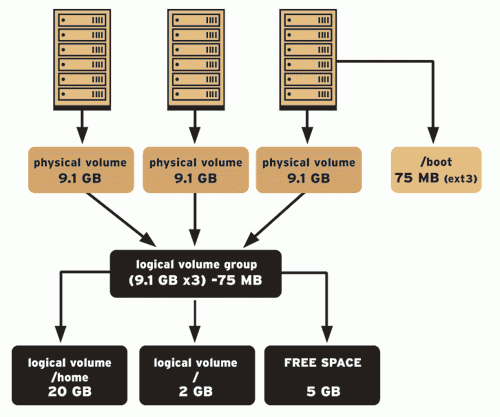 physical volume
9.1 GB
physical volume
9.1 GB
physical volume
9.1 GB
/boot
75 MB (ext3)
logical volume group
(9.1 GB x3) -75 MB
logical volume
/home
20 GB
logical volume
/
2 GB
FREE SPACE
5 GB